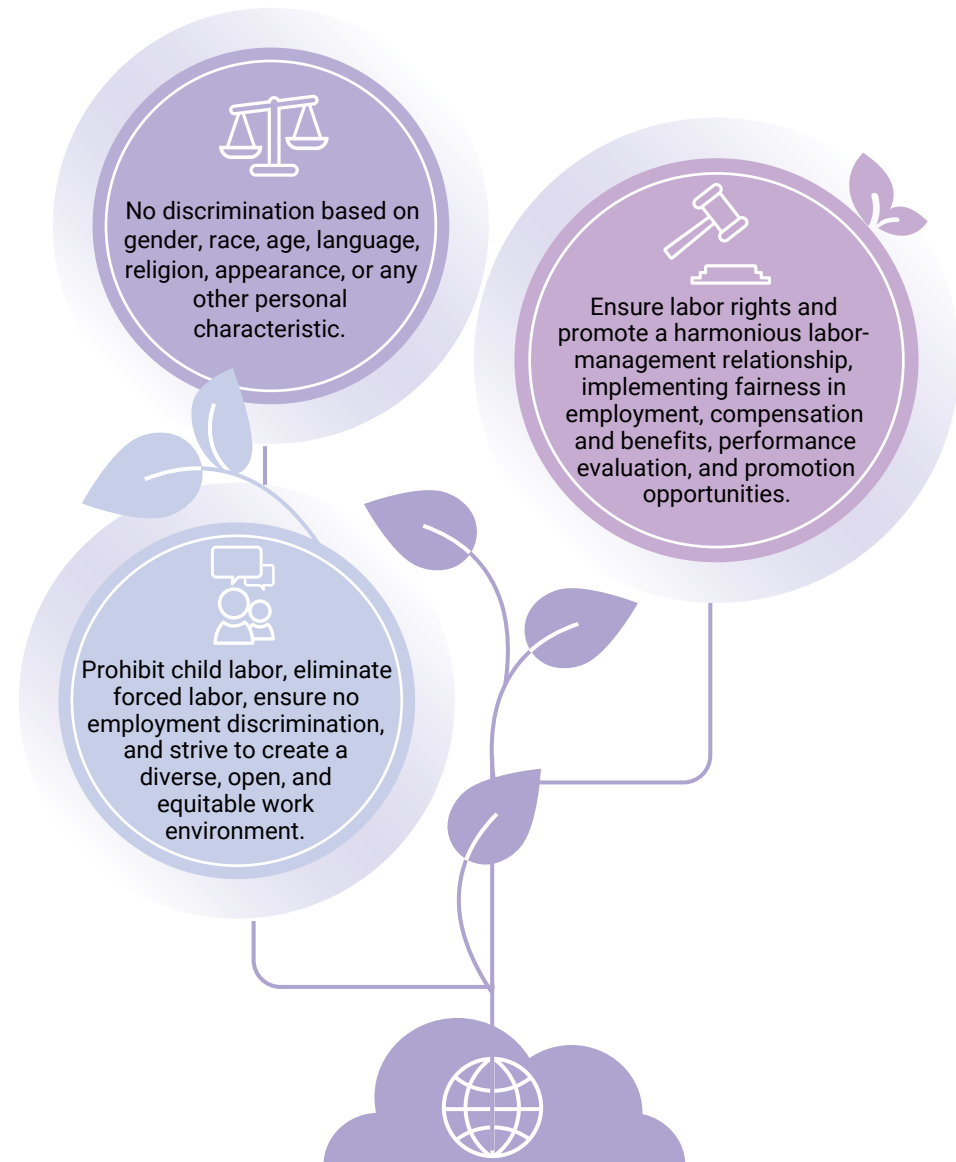 No discrimination based on
gender, race, age, language,
religion, appearance, or any
other personal
characteristic.
Ensure labor rights and
promote a harmonious labor-
management relationship,
implementing fairness in
employment, compensation
and benefits, performance
evaluation, and promotion
opportunities.
Prohibit child labor, eliminate
forced labor, ensure no
employment discrimination,
and strive to create a
diverse, open, and
equitable work
environment.